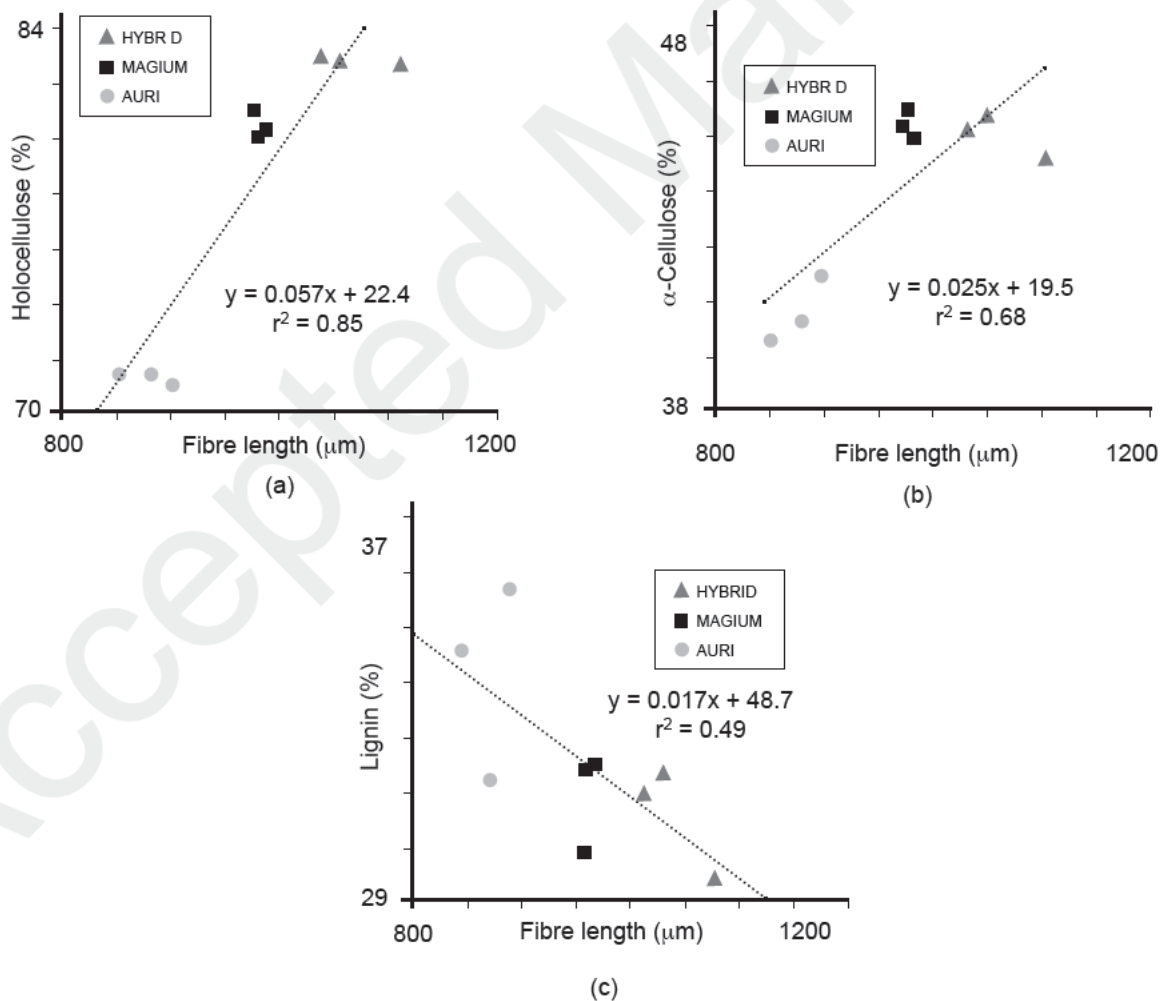 84
HYBR D
MAGIUM
AURI
Holocellulose (%)
y = 0.057x + 22.4
r² = 0.85
70
800
Fibre length (μm)
1200
(a)
48
HYBR D
MAGIUM
AURI
α-Cellulose (%)
y = 0.025x + 19.5
r² = 0.68
38
800
Fibre length (μm)
1200
(b)
37
HYBRID
MAGIUM
AURI
Lignin (%)
y = 0.017x + 48.7
r² = 0.49
29
800
Fibre length (μm)
1200
(c)
Accepted Ma